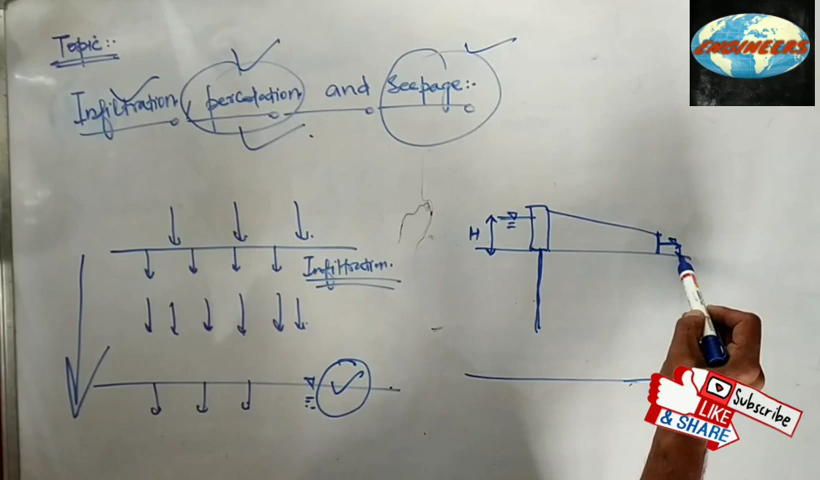 Topic:-
Infiltration percolation and Seepage:-
Infiltration.
H
ENGINEERS
Subscribe
LIKE
& SHARE